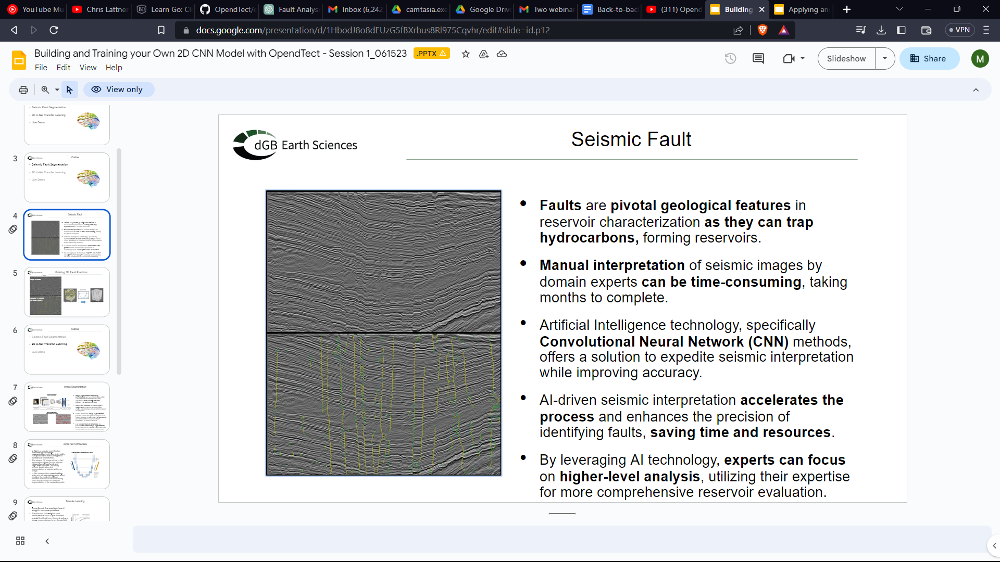 YouTube Mu
Chris Lattner
Learn Go: Cl
OpendTect/o
Fault Analysi
Inbox (6,242
camtasia.exe
Google Drive
Two webinar
Back-to-bac
(311) Opend
Building
Applying an
docs.google.com/presentation/d/1HbodJ8o8dEUzG5fBXrbus8Rl975Cqvhr/edit#slide=id.p12
VPN
Building and Training your Own 2D CNN Model with OpendTect - Session 1_061523
.PPTX
File Edit View Help
Slideshow
Share
M
View only
Seismic Fault Segmentation
2D U-Net Transfer Learning
Live Demo
3
Outline
Seismic Fault Segmentation
2D U-Net Transfer Learning
Live Demo
4
Seismic Fault
5
Existing 3D Fault Predictor
6
Outline
Seismic Fault Segmentation
2D U-Net Transfer Learning
Live Demo
7
Image Segmentation
8
2D U-Net Architecture
9
Transfer Learning
dGB Earth Sciences
Seismic Fault
• Faults are pivotal geological features in
reservoir characterization as they can trap
hydrocarbons, forming reservoirs.
• Manual interpretation of seismic images by
domain experts can be time-consuming, taking
months to complete.
• Artificial Intelligence technology, specifically
Convolutional Neural Network (CNN) methods,
offers a solution to expedite seismic interpretation
while improving accuracy.
• AI-driven seismic interpretation accelerates the
process and enhances the precision of
identifying faults, saving time and resources.
• By leveraging AI technology, experts can focus
on higher-level analysis, utilizing their expertise
for more comprehensive reservoir evaluation.